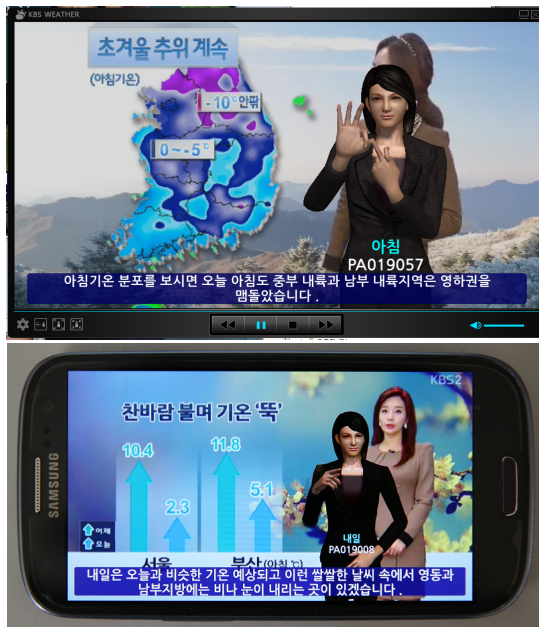 KBS WEATHER
초겨울 추위 계속
(아침기온)
-10℃안팎
0~-5℃
아침
PA019057
아침기온 분포를 보시면 오늘 아침도 중부 내륙과 남부 내륙지역은 영하권을
맴돌았습니다 .
SAMSUNG
KBS2
찬바람 불며 기온 '뚝'
10.4
2.3
11.8
5.1
어제
오늘
서울
부산(아침 ℃)
내일
PA019008
내일은 오늘과 비슷한 기온 예상되고 이런 쌀쌀한 날씨 속에서 영동과
남부지방에는 비나 눈이 내리는 곳이 있겠습니다 .